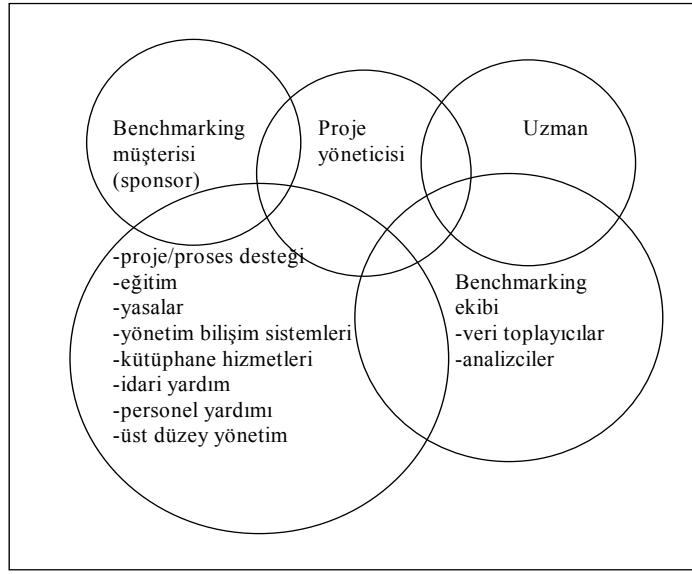 Benchmarking
müşterisi
(sponsor)
Proje
yöneticisi
Uzman
-proje/proses desteği
-eğitim
-yasalar
-yönetim bilişim sistemleri
-kütüphane hizmetleri
-idari yardım
-personel yardımı
-üst düzey yönetim
Benchmarking
ekibi
-veri toplayıcılar
-analizciler